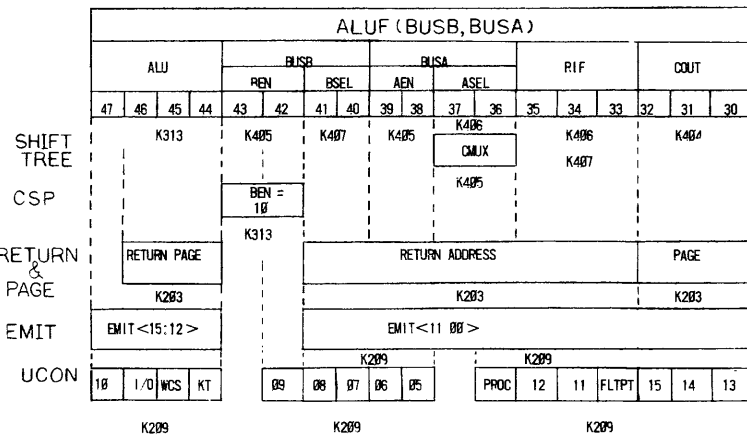 ALUF (BUSB, BUSA)
ALU BUSB BUSA RIF COUT
BEN BSEL AEN ASEL
47 46 45 44 43 42 41 40 39 38 37 36 35 34 33 32 31 30
SHIFT TREE K313 K405 K407 K405 K406 K406 K404
CMUX K407
K405
CSP BEN = 10
K313
RETURN & PAGE RETURN PAGE RETURN ADDRESS PAGE
K203 K203 K203
EMIT EMIT<15:12> EMIT<11 00>
K209 K209
UCON 10 I/O WCS KT 09 08 07 06 05 PROC 12 11 FLTPT 15 14 13
K209 K209 K209